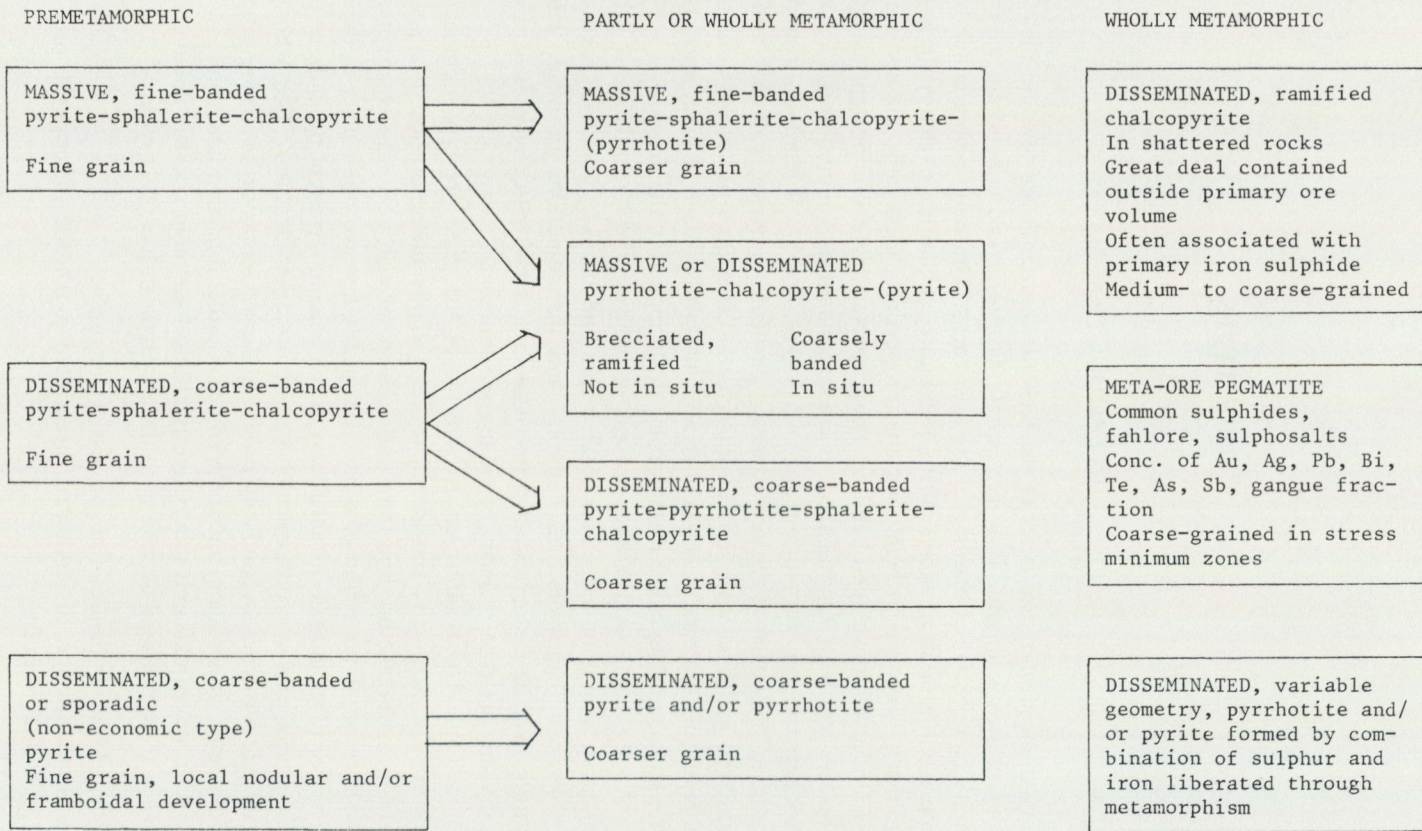 PREMETAMORPHIC
MASSIVE, fine-banded
pyrite-sphalerite-chalcopyrite
Fine grain
DISSEMINATED, coarse-banded
pyrite-sphalerite-chalcopyrite
Fine grain
DISSEMINATED, coarse-banded
or sporadic
(non-economic type)
pyrite
Fine grain, local nodular and/or
framboidal development
PARTLY OR WHOLLY METAMORPHIC
MASSIVE, fine-banded
pyrite-sphalerite-chalcopyrite-
(pyrrhotite)
Coarser grain
MASSIVE or DISSEMINATED
pyrrhotite-chalcopyrite-(pyrite)
Brecciated,
ramified
Not in situ
Coarsely
banded
In situ
DISSEMINATED, coarse-banded
pyrite-pyrrhotite-sphalerite-
chalcopyrite
Coarser grain
DISSEMINATED, coarse-banded
pyrite and/or pyrrhotite
Coarser grain
WHOLLY METAMORPHIC
DISSEMINATED, ramified
chalcopyrite
In shattered rocks
Great deal contained
outside primary ore
volume
Often associated with
primary iron sulphide
Medium- to coarse-grained
META-ORE PEGMATITE
Common sulphides,
fahlore, sulphosalts
Conc. of Au, Ag, Pb, Bi,
Te, As, Sb, gangue frac-
tion
Coarse-grained in stress
minimum zones
DISSEMINATED, variable
geometry, pyrrhotite and/
or pyrite formed by com-
bination of sulphur and
iron liberated through
metamorphism